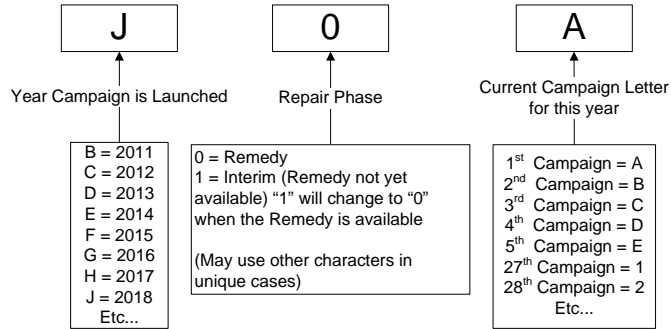 J 0 A
Year Campaign is Launched
Repair Phase
Current Campaign Letter
for this year
B = 2011
C = 2012
D = 2013
E = 2014
F = 2015
G = 2016
H = 2017
J = 2018
Etc...
0 = Remedy
1 = Interim (Remedy not yet
available) “1” will change to “0”
when the Remedy is available
(May use other characters in
unique cases)
1st Campaign = A
2nd Campaign = B
3rd Campaign = C
4th Campaign = D
5th Campaign = E
27th Campaign = 1
28th Campaign = 2
Etc...